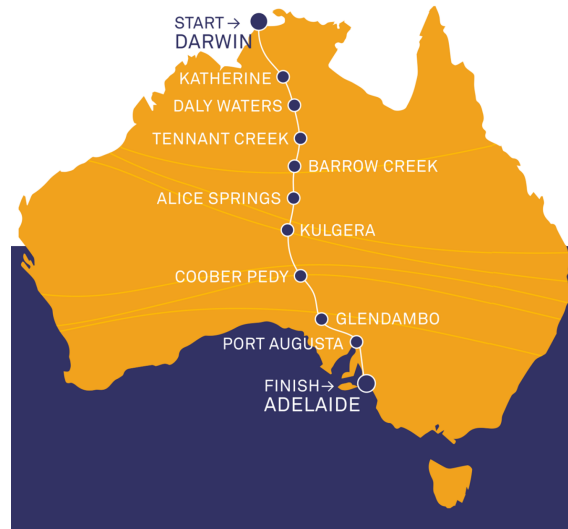 START→
DARWIN
KATHERINE
DALY WATERS
TENNANT CREEK
BARROW CREEK
ALICE SPRINGS
KULGERA
COOBER PEDY
GLENDAMBO
PORT AUGUSTA
FINISH→
ADELAIDE